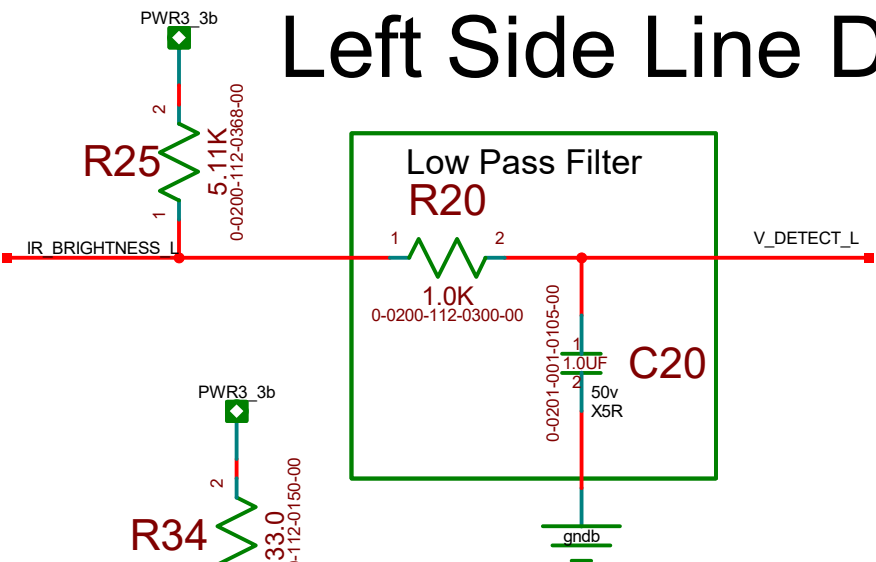 PWR3_3b
Left Side Line D
2
R25
5.11K
0-0200-112-0368-00
1
IR_BRIGHTNESS_L
Low Pass Filter
R20
1
2
1.0K
0-0200-112-0300-00
V_DETECT_L
0-0201-001-0105-00
1
1.0UF
2
C20
50v
X5R
gndb
PWR3_3b
2
R34
33.0
-112-0150-00